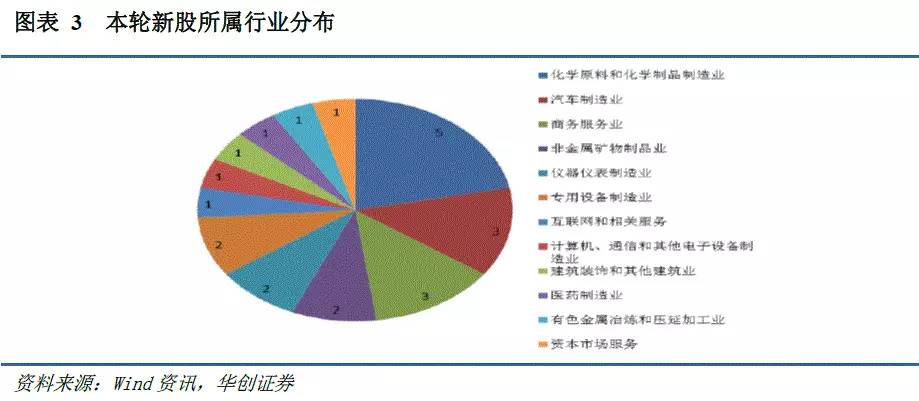 图表 3 本轮新股所属行业分布
化学原料和化学制品制造业
汽车制造业
商务服务业
非金属矿物制品业
仪器仪表制造业
专用设备制造业
互联网和相关服务
计算机、通信和其他电子设备制
造业
建筑装饰和其他建筑业
医药制造业
有色金属冶炼和压延加工业
资本市场服务
5
3
3
2
2
2
1
1
1
1
1
1
资料来源：Wind 资讯，华创证券